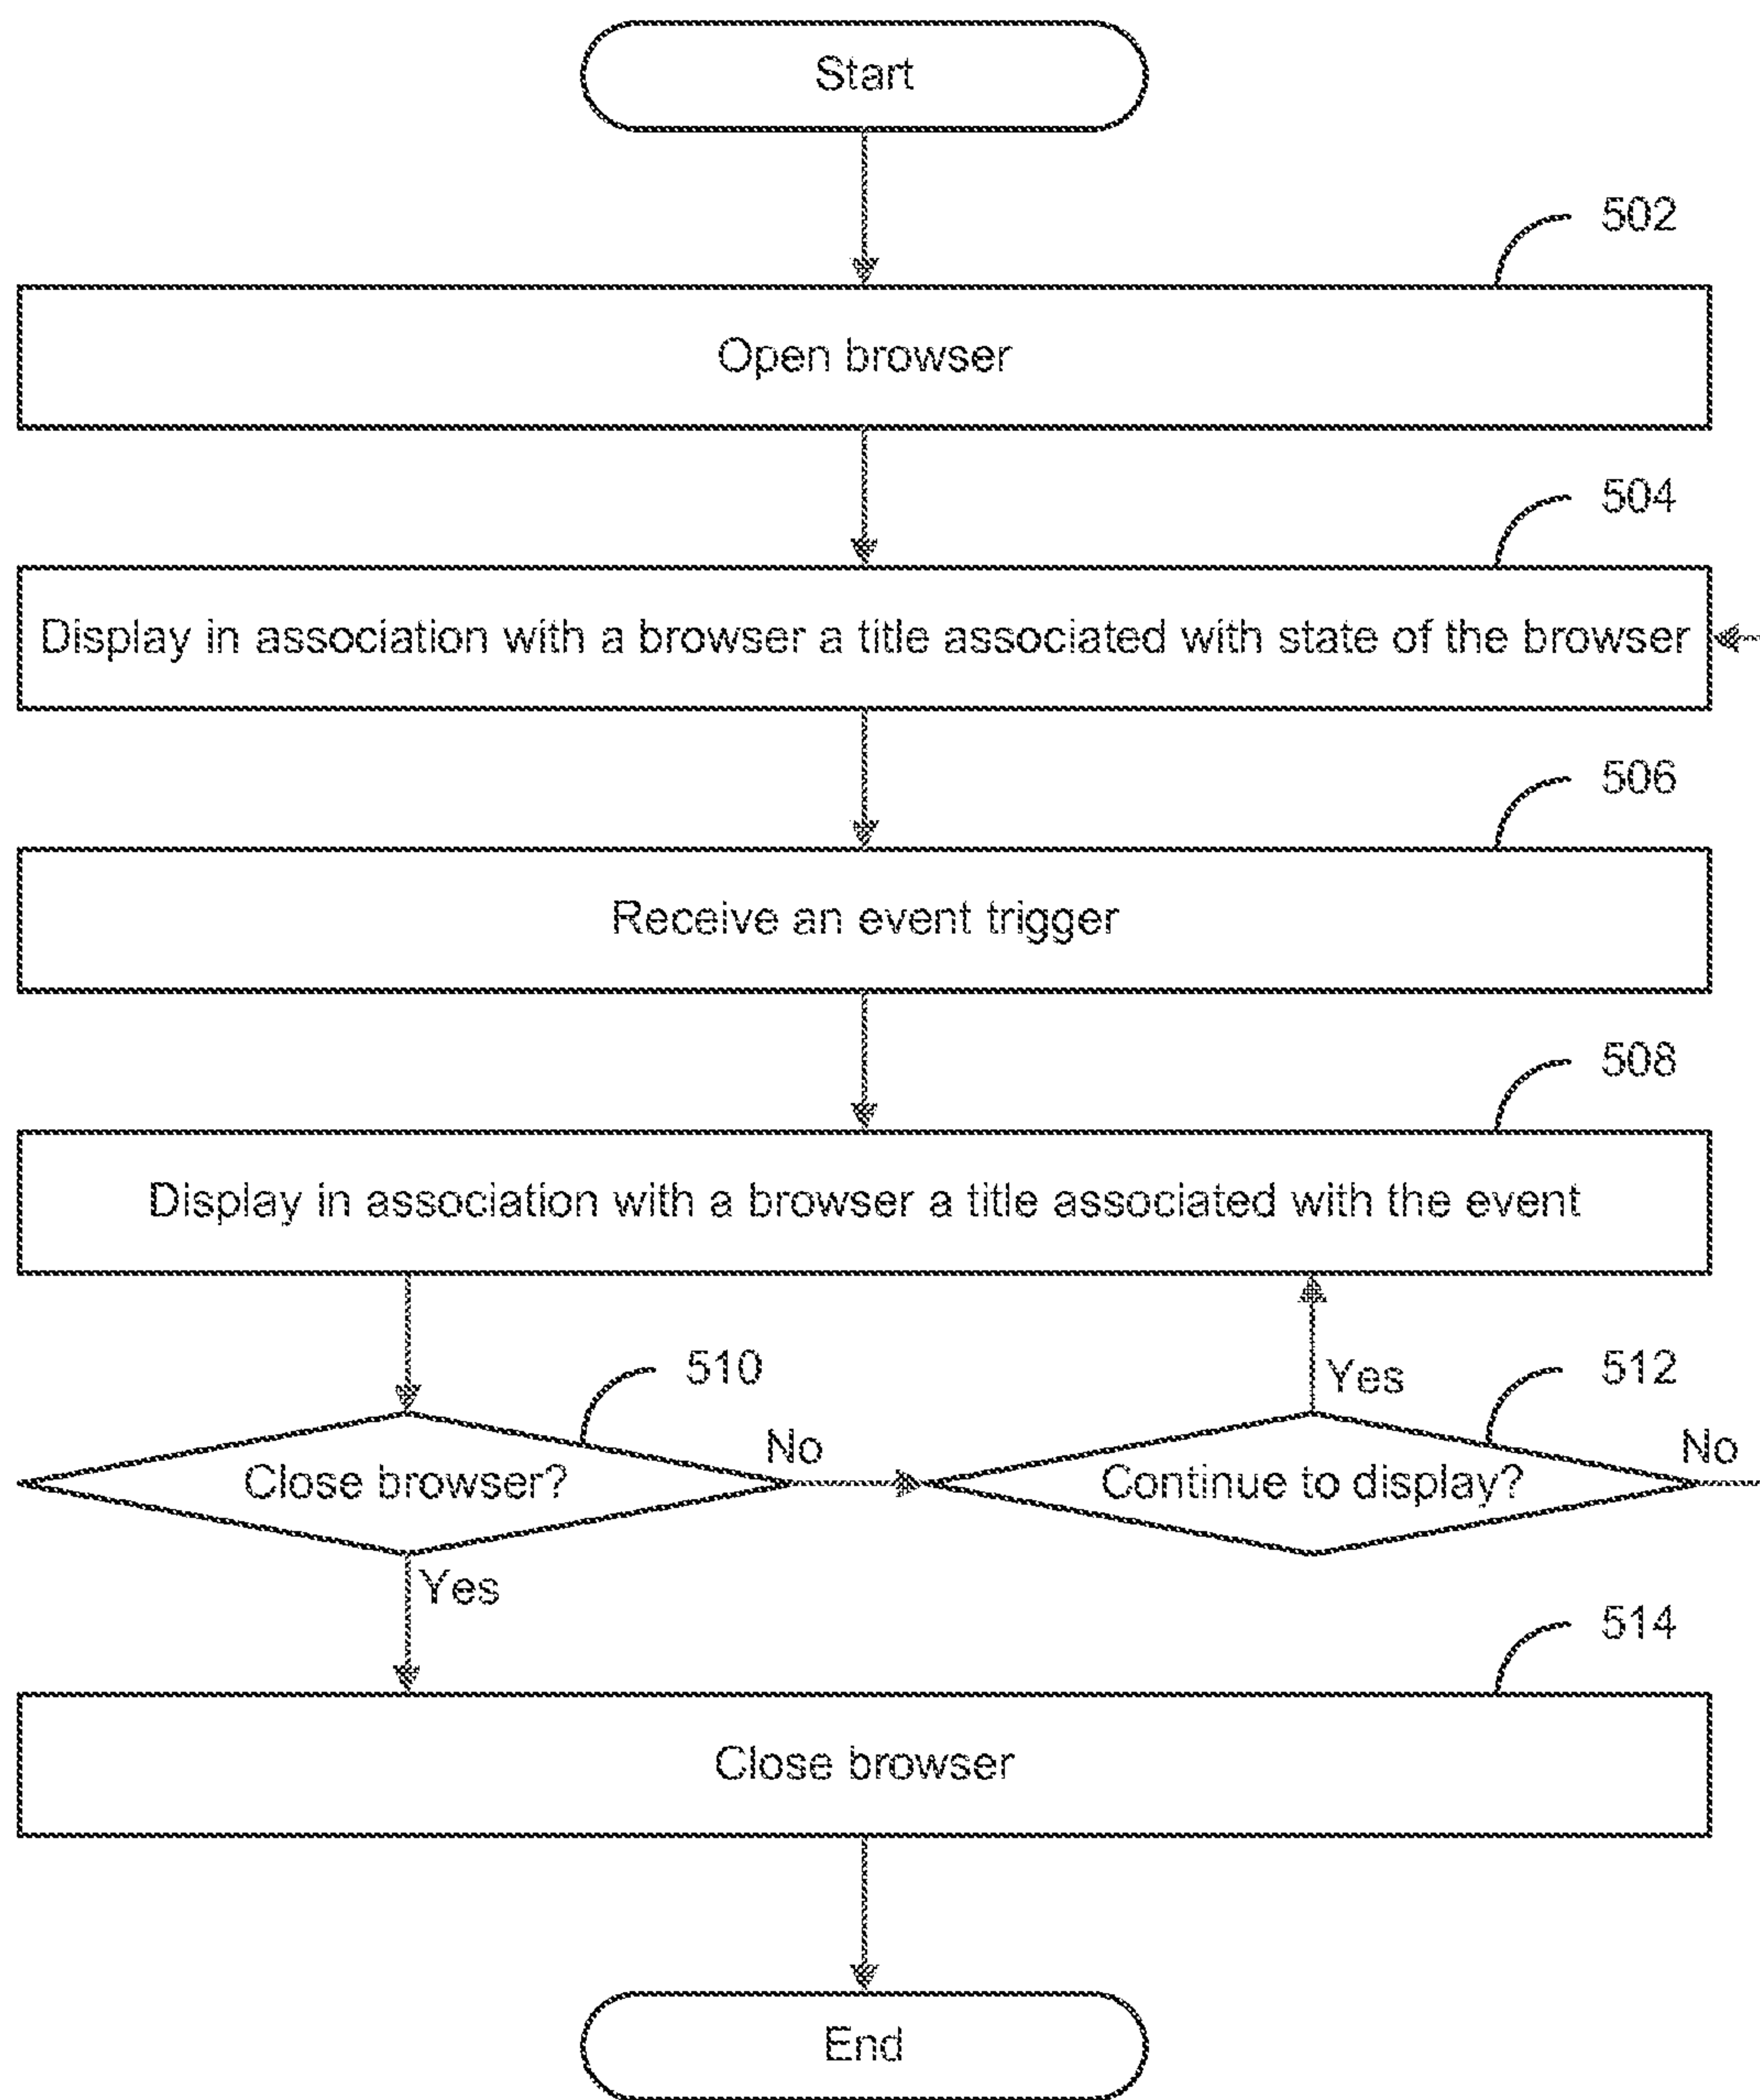 Start
502
Open browser
504
Display in association with a browser a title associated with state of the browser
506
Receive an event trigger
508
Display in association with a browser a title associated with the event
510
Yes
512
No
No
Close browser?
Continue to display?
Yes
514
Close browser
End